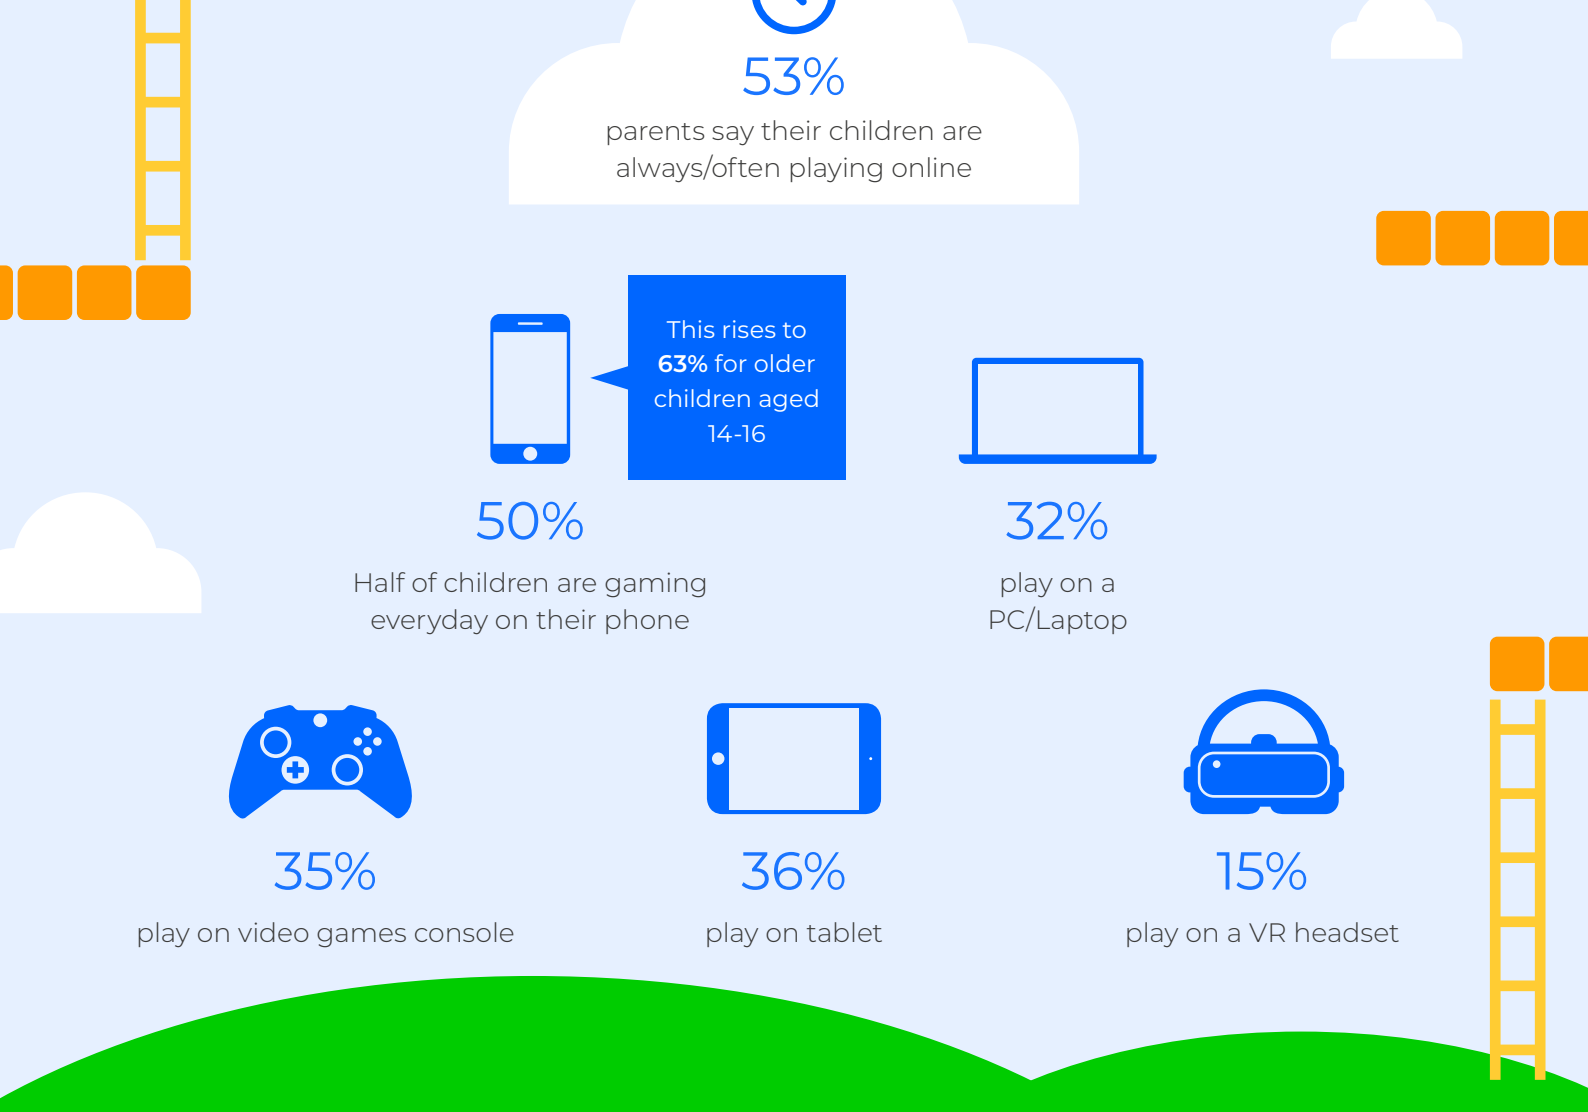 53%
parents say their children are
always/often playing online
This rises to
63% for older
children aged
14-16
50%
Half of children are gaming
everyday on their phone
32%
play on a
PC/Laptop
35%
play on video games console
36%
play on tablet
15%
play on a VR headset